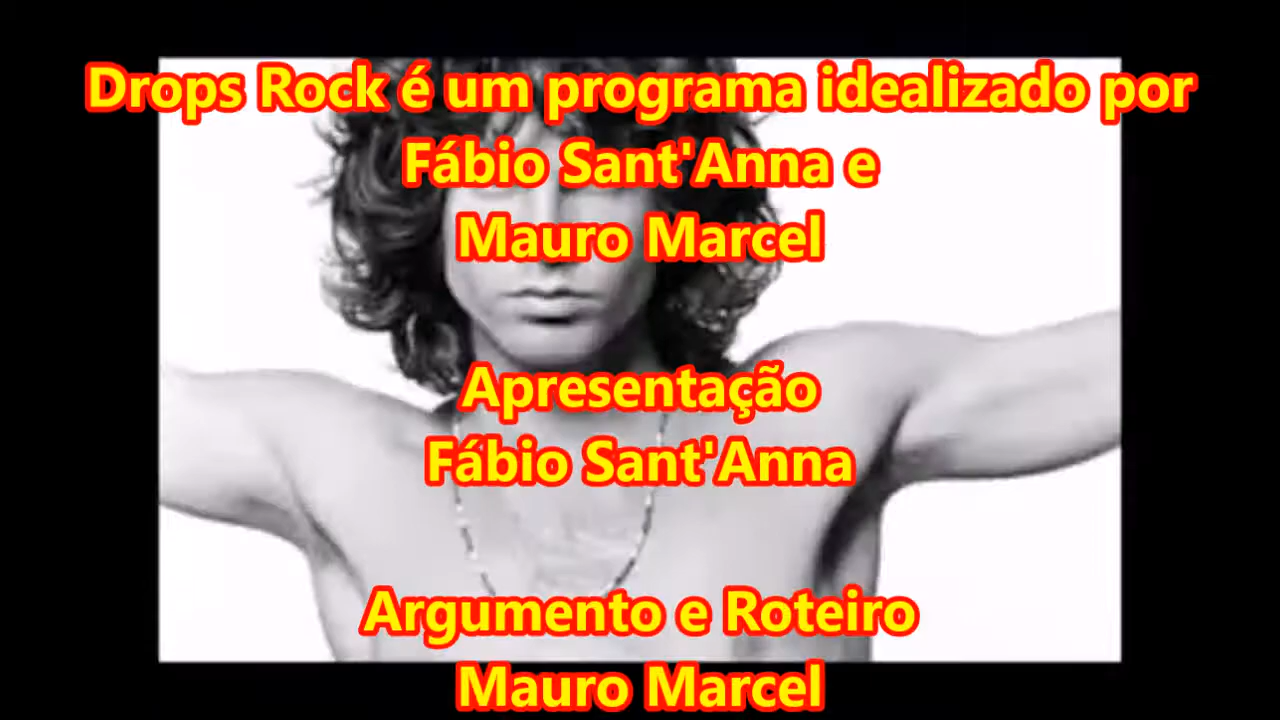 Drops Rock é um programa idealizado por
Fábio Sant'Anna e
Mauro Marcel
Apresentação
Fábio Sant'Anna
Argumento e Roteiro
Mauro Marcel